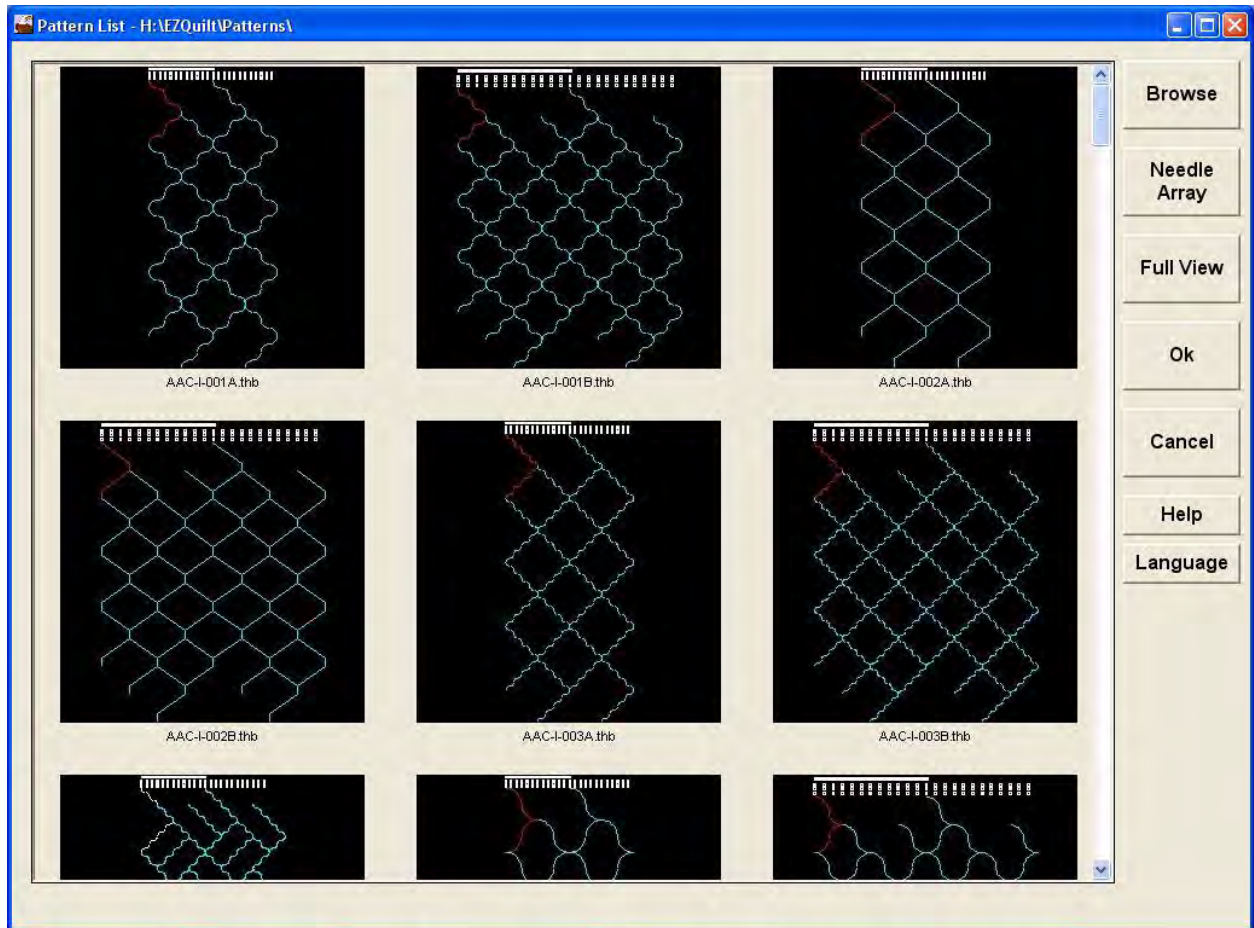 Pattern List - H:\EZQuilt\Patterns\
Browse
Needle
Array
Full View
Ok
Cancel
Help
Language
AAC-I-001A.thb
AAC-I-001B.thb
AAC-I-002A.thb
AAC-I-002B.thb
AAC-I-003A.thb
AAC-I-003B.thb